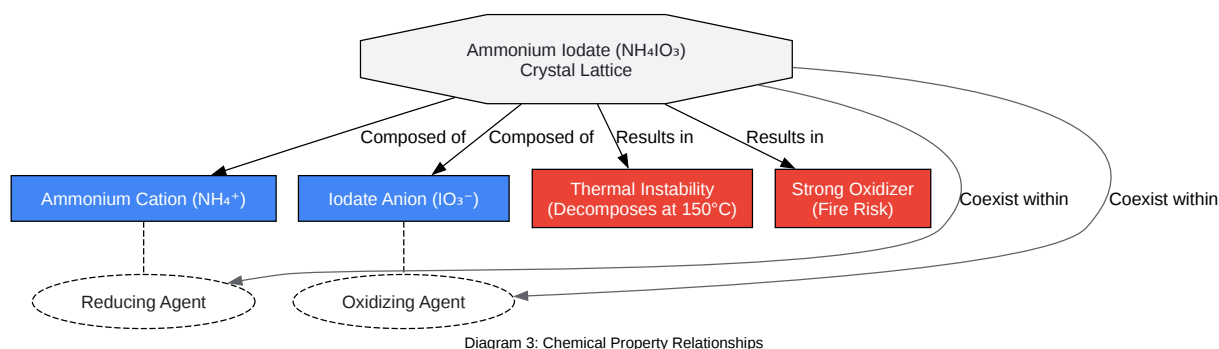 Ammonium Iodate (NH₄IO₃)
Crystal Lattice
Composed of
Composed of
Results in
Results in
Ammonium Cation (NH₄⁺)
Iodate Anion (IO₃⁻)
Thermal Instability
(Decomposes at 150°C)
Strong Oxidizer
(Fire Risk)
Coexist within
Coexist within
Reducing Agent
Oxidizing Agent
Diagram 3: Chemical Property Relationships